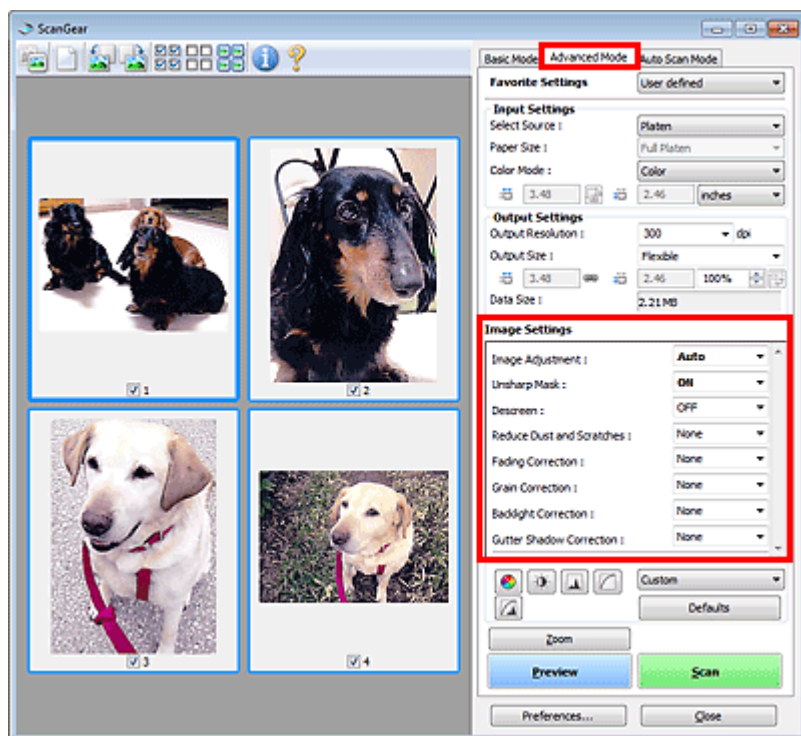 ScanGear
Basic Mode Advanced Mode Auto Scan Mode
Favorite Settings User defined
Input Settings
Select Source : Platen
Paper Size : Full Platen
Color Mode : Color
3.48 2.46 inches
Output Settings
Output Resolution : 300 dpi
Output Size : Flexible
3.48 2.46 100%
Data Size : 2.21 MB
Image Settings
Image Adjustment : Auto
Unsharp Mask : ON
Descreen : OFF
Reduce Dust and Scratches : None
Fading Correction : None
Grain Correction : None
Backlight Correction : None
Gutter Shadow Correction : None
Custom
Defaults
Zoom
Preview Scan
Preferences... Close
1 2
3 4